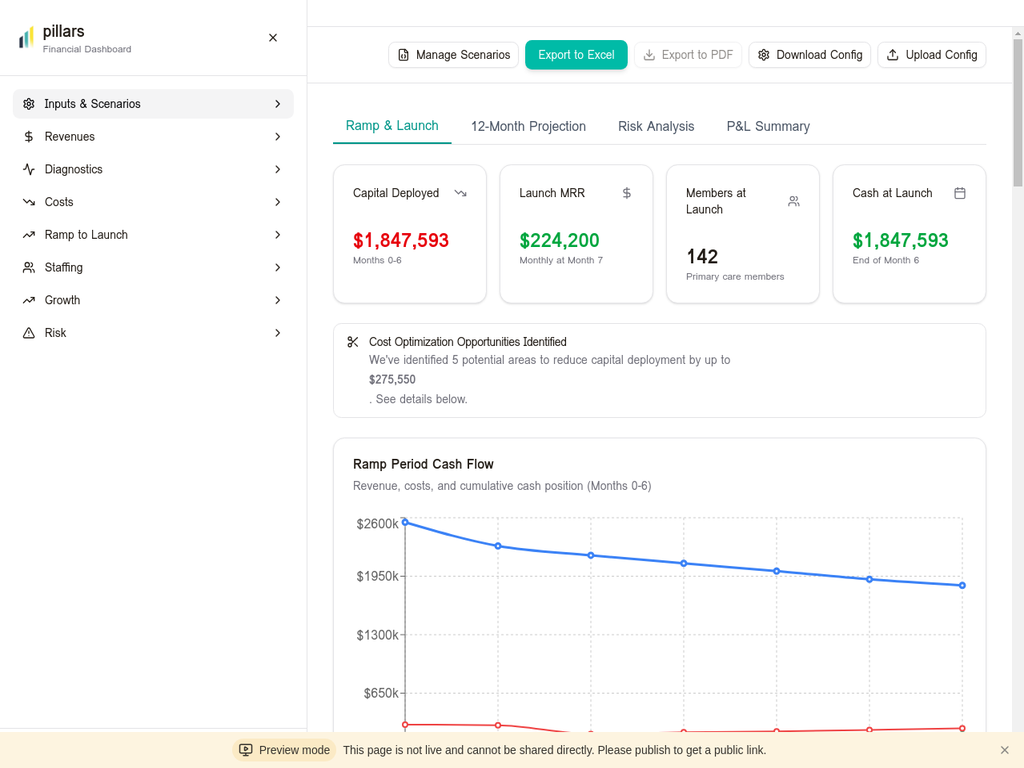 pillars
Financial Dashboard
Inputs & Scenarios
Revenues
Diagnostics
Costs
Ramp to Launch
Staffing
Growth
Risk
Manage Scenarios
Export to Excel
Export to PDF
Download Config
Upload Config
Ramp & Launch
12-Month Projection
Risk Analysis
P&L Summary
Capital Deployed
$1,847,593
Months 0-6
Launch MRR
$224,200
Monthly at Month 7
Members at
Launch
142
Primary care members
Cash at Launch
$1,847,593
End of Month 6
Cost Optimization Opportunities Identified
We've identified 5 potential areas to reduce capital deployment by up to
$275,550
. See details below.
Ramp Period Cash Flow
Revenue, costs, and cumulative cash position (Months 0-6)
$2600k
$1950k
$1300k
$650k
Preview mode
This page is not live and cannot be shared directly. Please publish to get a public link.